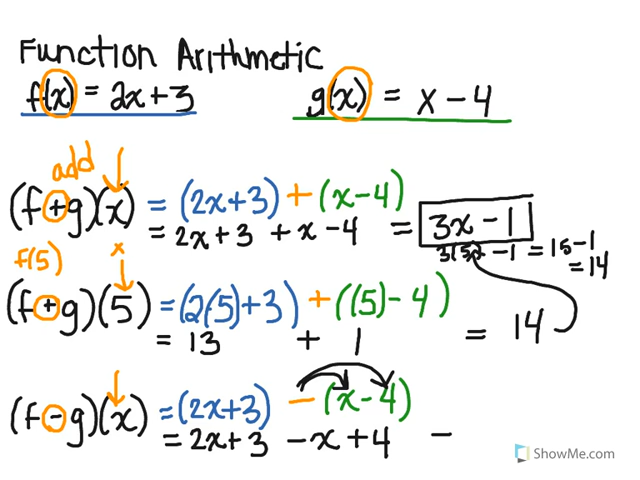 Function Arithmetic
f(x) = 2x+3 g(x) = x-4
add
(f+g)(x) = (2x+3) + (x-4) = 3x-1
= 2x+3 + x-4
f(5) x 3(5) -1 = 15-1
= 14
(f+g)(5) = (2(5)+3) + ((5)-4) = 14
= 13 + 1
(f-g)(x) = (2x+3) - (x-4)
= 2x+3 -x+4 -
ShowMe.com